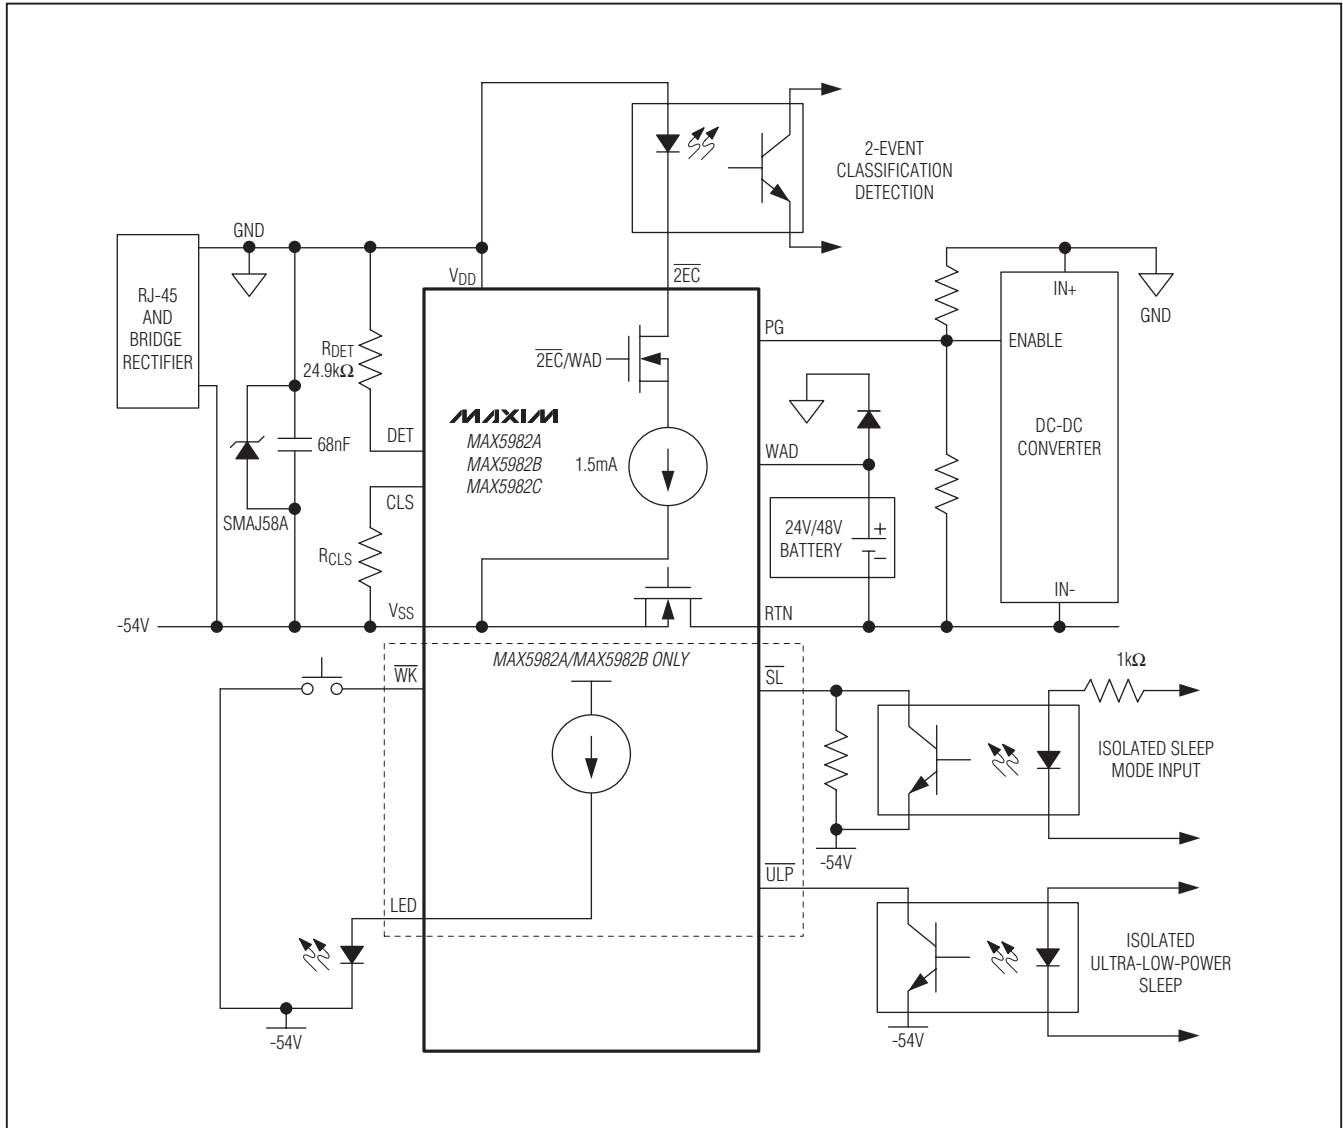 2-EVENT
CLASSIFICATION
DETECTION
GND
VDD
2EC
RJ-45
AND
BRIDGE
RECTIFIER
RDET
24.9kΩ
2EC/WAD
PG
IN+
GND
ENABLE
DET
MAXIM
MAX5982A
MAX5982B
MAX5982C
1.5mA
WAD
DC-DC
CONVERTER
68nF
CLS
SMAJ58A
24V/48V
BATTERY
+
−
RCLS
-54V
VSS
RTN
IN-
MAX5982A/MAX5982B ONLY
WK
SL
1kΩ
ISOLATED SLEEP
MODE INPUT
-54V
ULP
LED
ISOLATED
ULTRA-LOW-POWER
SLEEP
-54V
-54V